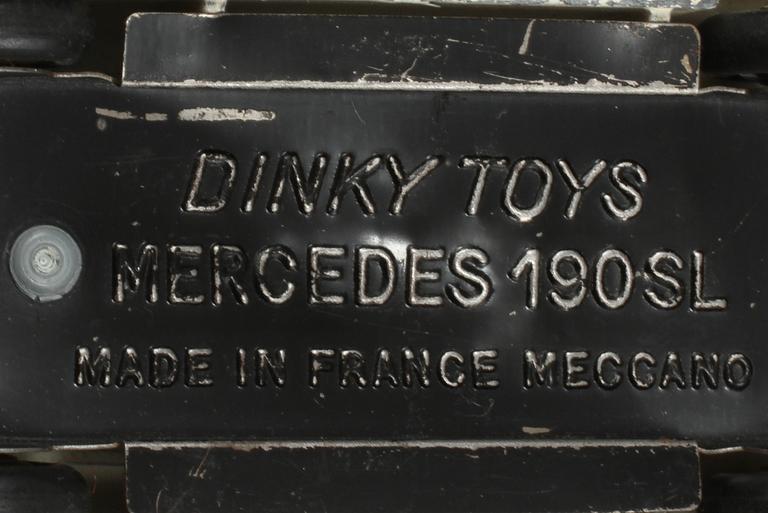 DINKY TOYS
MERCEDES 190SL
MADE IN FRANCE MECCANO